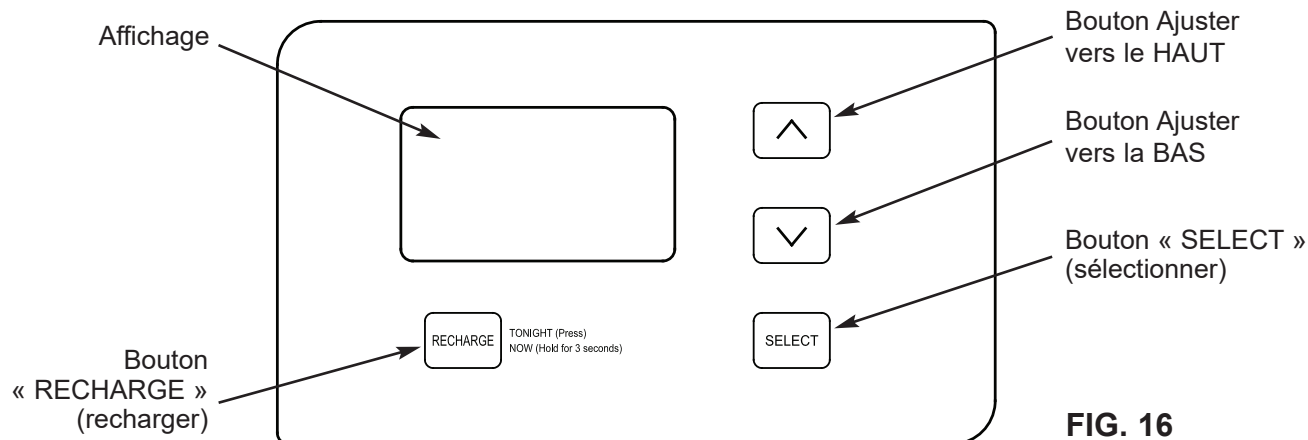 Affichage
Bouton Ajuster
vers le HAUT
Bouton Ajuster
vers la BAS
Bouton « SELECT »
(sélectionner)
RECHARGE
TONIGHT (Press)
NOW (Hold for 3 seconds)
SELECT
Bouton
« RECHARGE »
(recharger)
FIG. 16